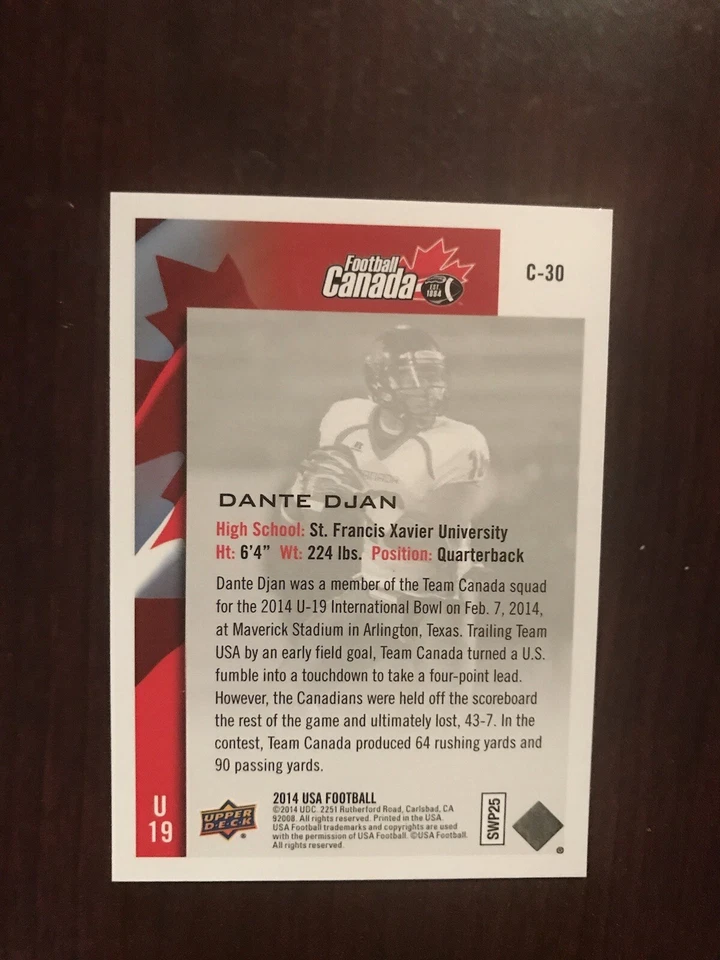 Football
Canada
EST
1884
C-30
DANTE DJAN
High School: St. Francis Xavier University
Ht: 6'4" Wt: 224 lbs. Position: Quarterback
Dante Djan was a member of the Team Canada squad
for the 2014 U-19 International Bowl on Feb. 7, 2014,
at Maverick Stadium in Arlington, Texas. Trailing Team
USA by an early field goal, Team Canada turned a U.S.
fumble into a touchdown to take a four-point lead.
However, the Canadians were held off the scoreboard
the rest of the game and ultimately lost, 43-7. In the
contest, Team Canada produced 64 rushing yards and
90 passing yards.
U
19
UPPER
DECK
®
2014 USA FOOTBALL
©2014 UDC. 2251 Rutherford Road, Carlsbad, CA
92008. All rights reserved. Printed in the USA.
USA Football trademarks and copyrights are used
with the permission of USA Football. ©USA Football.
All rights reserved.
SWP25